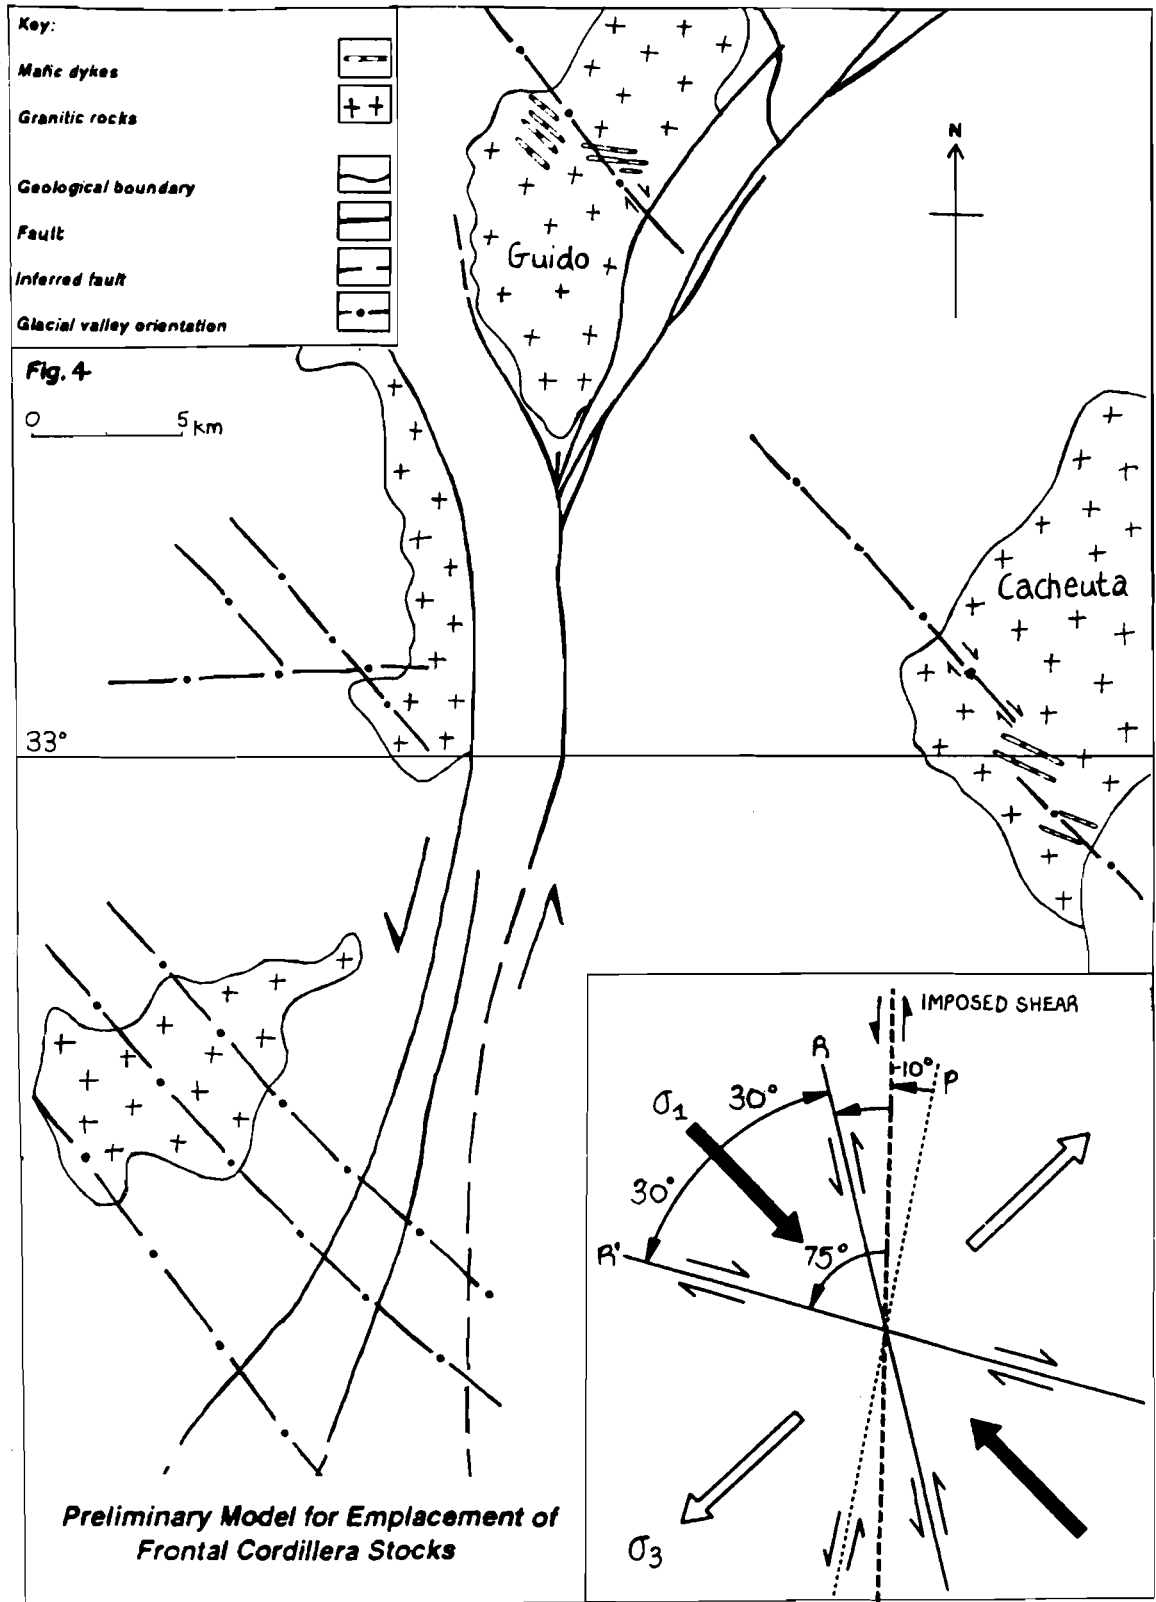 Key:
Mafic dykes
Granitic rocks
Geological boundary
Fault
Inferred fault
Glacial valley orientation
Fig. 4
0 5 km
N
Guido
Cacheuta
33°
IMPOSED SHEAR
R
10°
P
30°
σ1
30°
R'
75°
σ3
Preliminary Model for Emplacement of
Frontal Cordillera Stocks